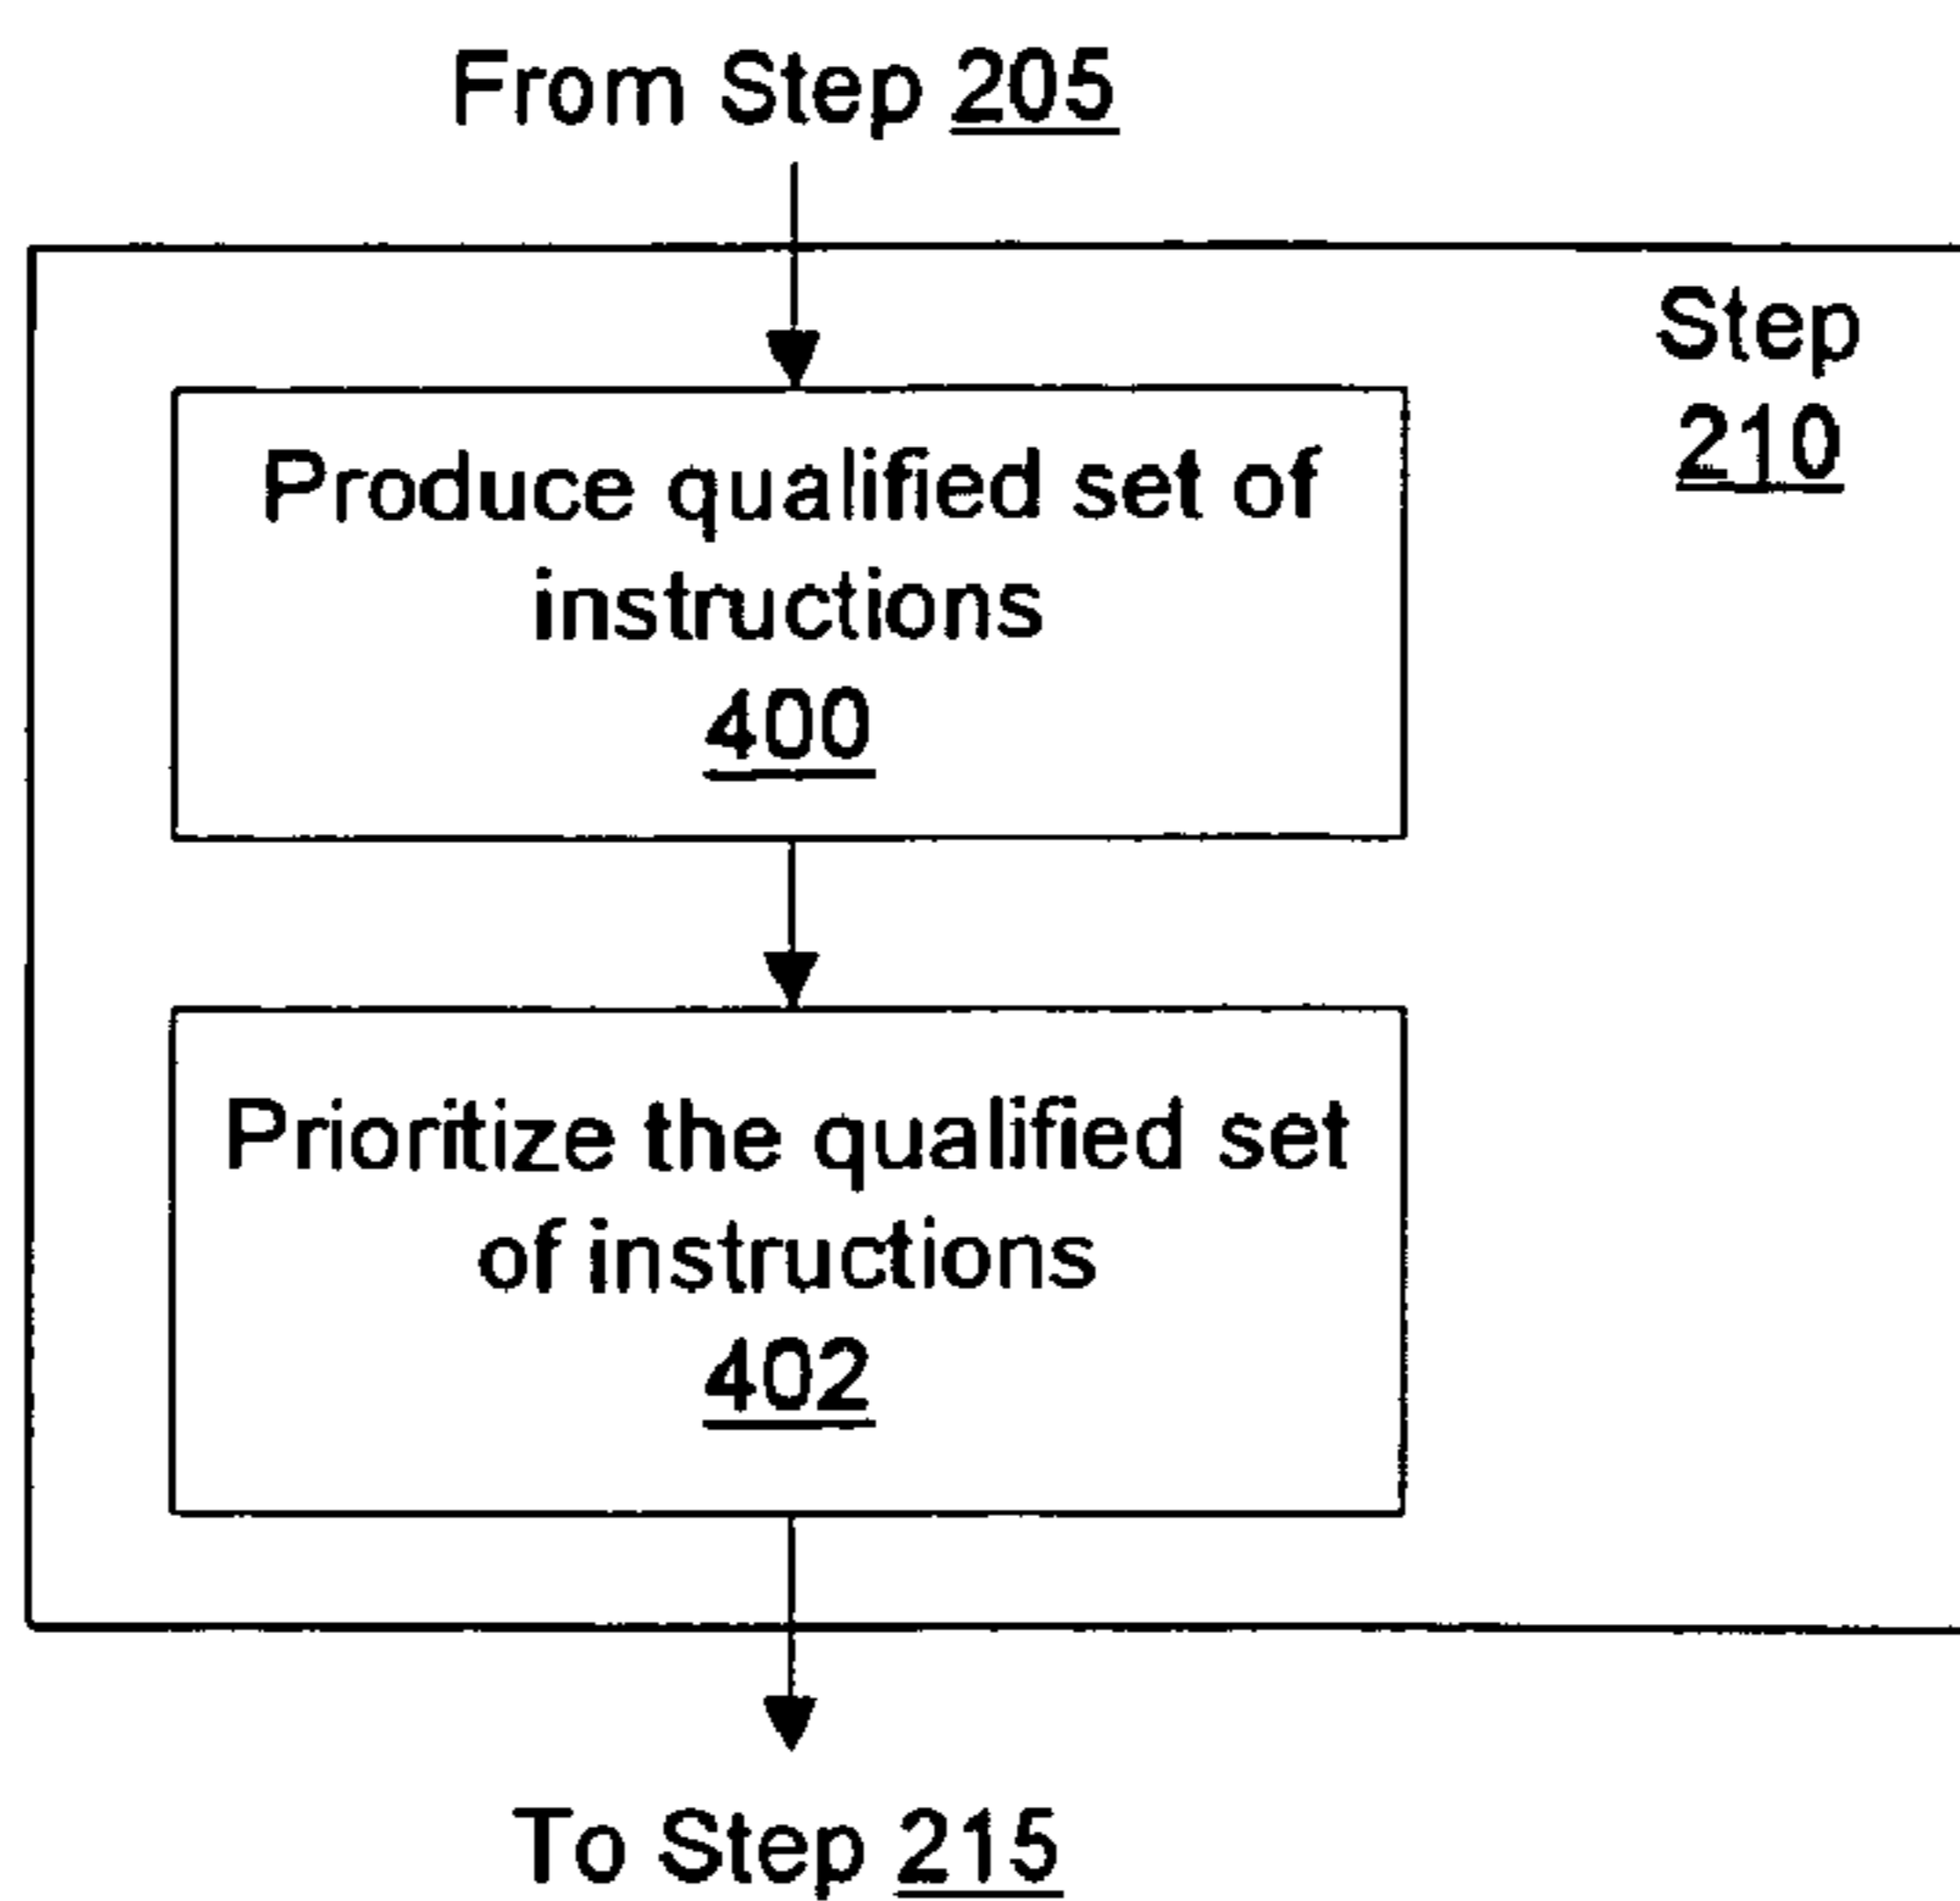 From Step 205
Step
210
Produce qualified set of
instructions
400
Prioritize the qualified set
of instructions
402
To Step 215